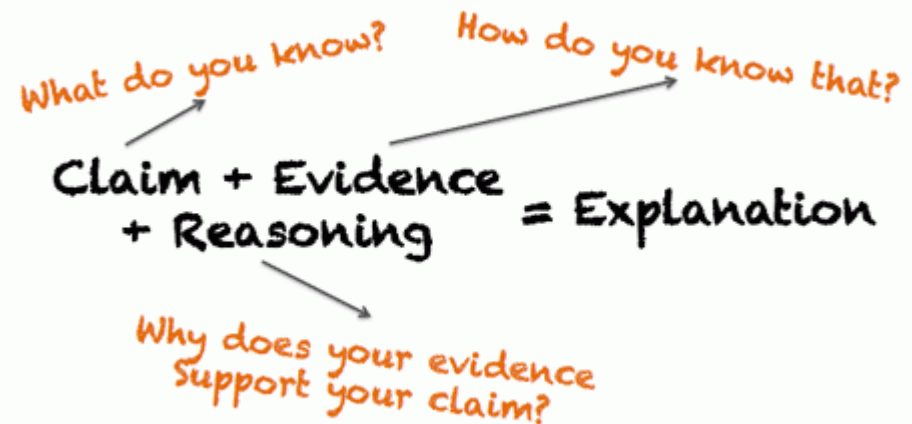 What do you know?
How do you know that?
Claim + Evidence
+ Reasoning
= Explanation
Why does your evidence
Support your claim?